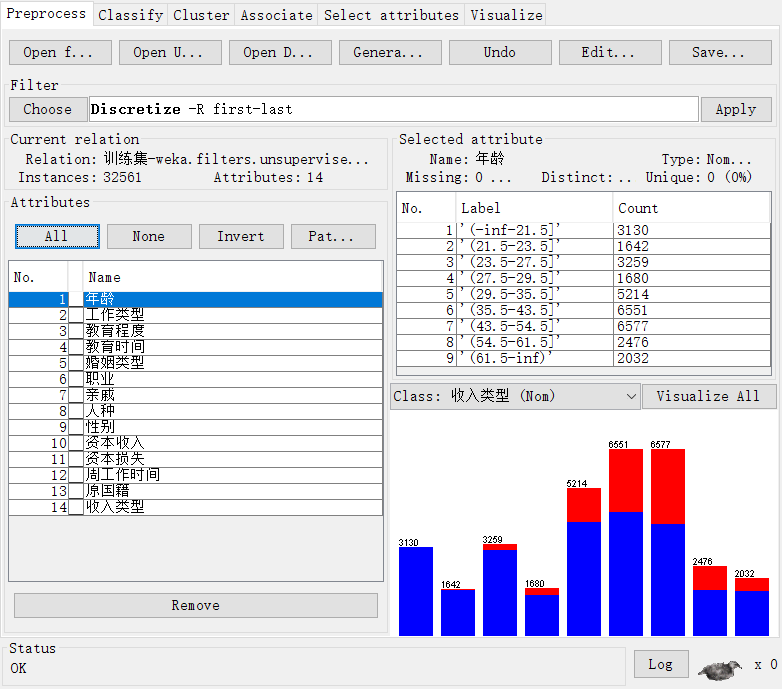 Preprocess Classify Cluster Associate Select attributes Visualize
Open f... Open U... Open D... Genera... Undo Edit... Save...
Filter
Choose Discretize -R first-last Apply
Current relation
Relation: 训练集-weka.filters.unsupervise...
Instances: 32561 Attributes: 14
Attributes
All None Invert Pat...
No. Name
1 年龄
2 工作类型
3 教育程度
4 教育时间
5 婚姻类型
6 职业
7 亲戚
8 人种
9 性别
10 资本收入
11 资本损失
12 周工作时间
13 原国籍
14 收入类型
Remove
Selected attribute
Name: 年龄 Type: Nom...
Missing: 0 ... Distinct: .. Unique: 0 (0%)
No. Label Count
1 '(-inf-21.5]' 3130
2 '(21.5-23.5]' 1642
3 '(23.5-27.5]' 3259
4 '(27.5-29.5]' 1680
5 '(29.5-35.5]' 5214
6 '(35.5-43.5]' 6551
7 '(43.5-54.5]' 6577
8 '(54.5-61.5]' 2476
9 '(61.5-inf)' 2032
Class: 收入类型 (Nom) Visualize All
3130 1642 3259 1680 5214 6551 6577 2476 2032
Status
OK
Log x 0